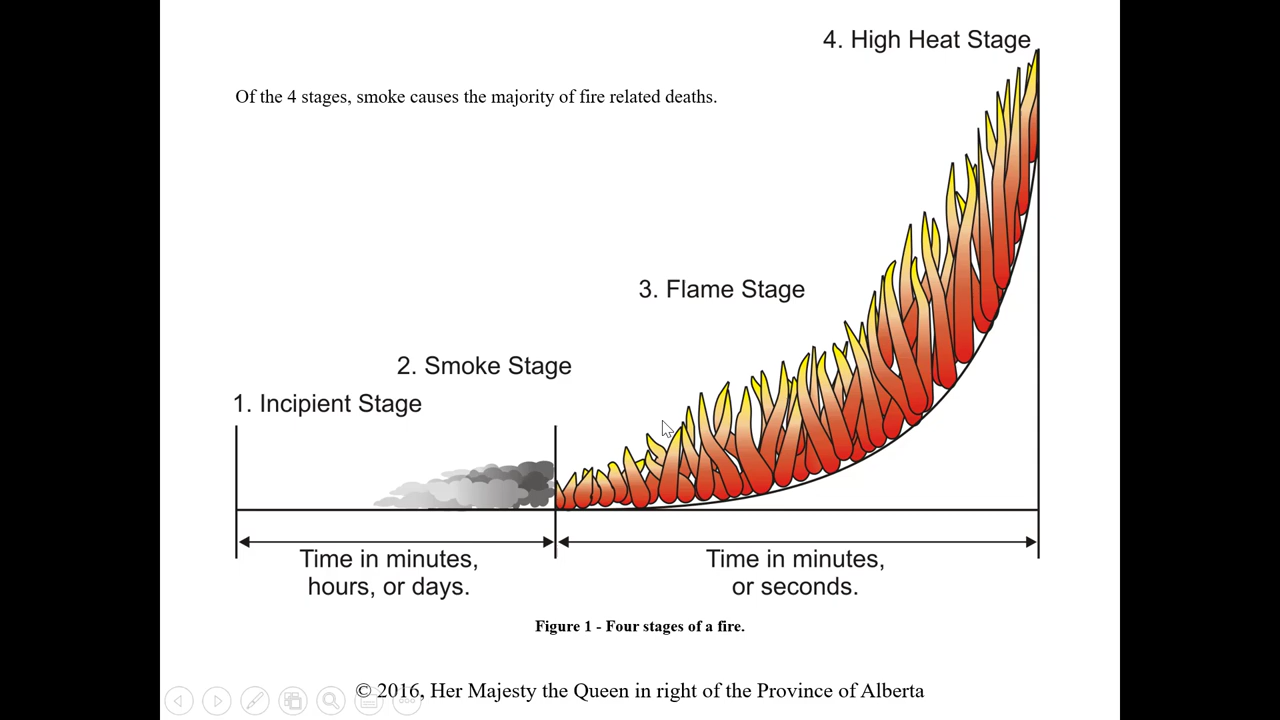 4. High Heat Stage
Of the 4 stages, smoke causes the majority of fire related deaths.
3. Flame Stage
2. Smoke Stage
1. Incipient Stage
Time in minutes,
hours, or days.
Time in minutes,
or seconds.
Figure 1 - Four stages of a fire.
© 2016, Her Majesty the Queen in right of the Province of Alberta